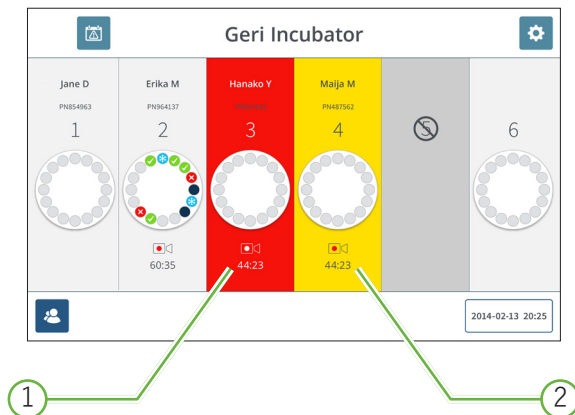 Geri Incubator
Jane D
PN854963
1
Erika M
PN964137
2
60:35
Hanako Y
3
44:23
Maija M
PN487562
4
44:23
5
6
2014-02-13 20:25
1
2